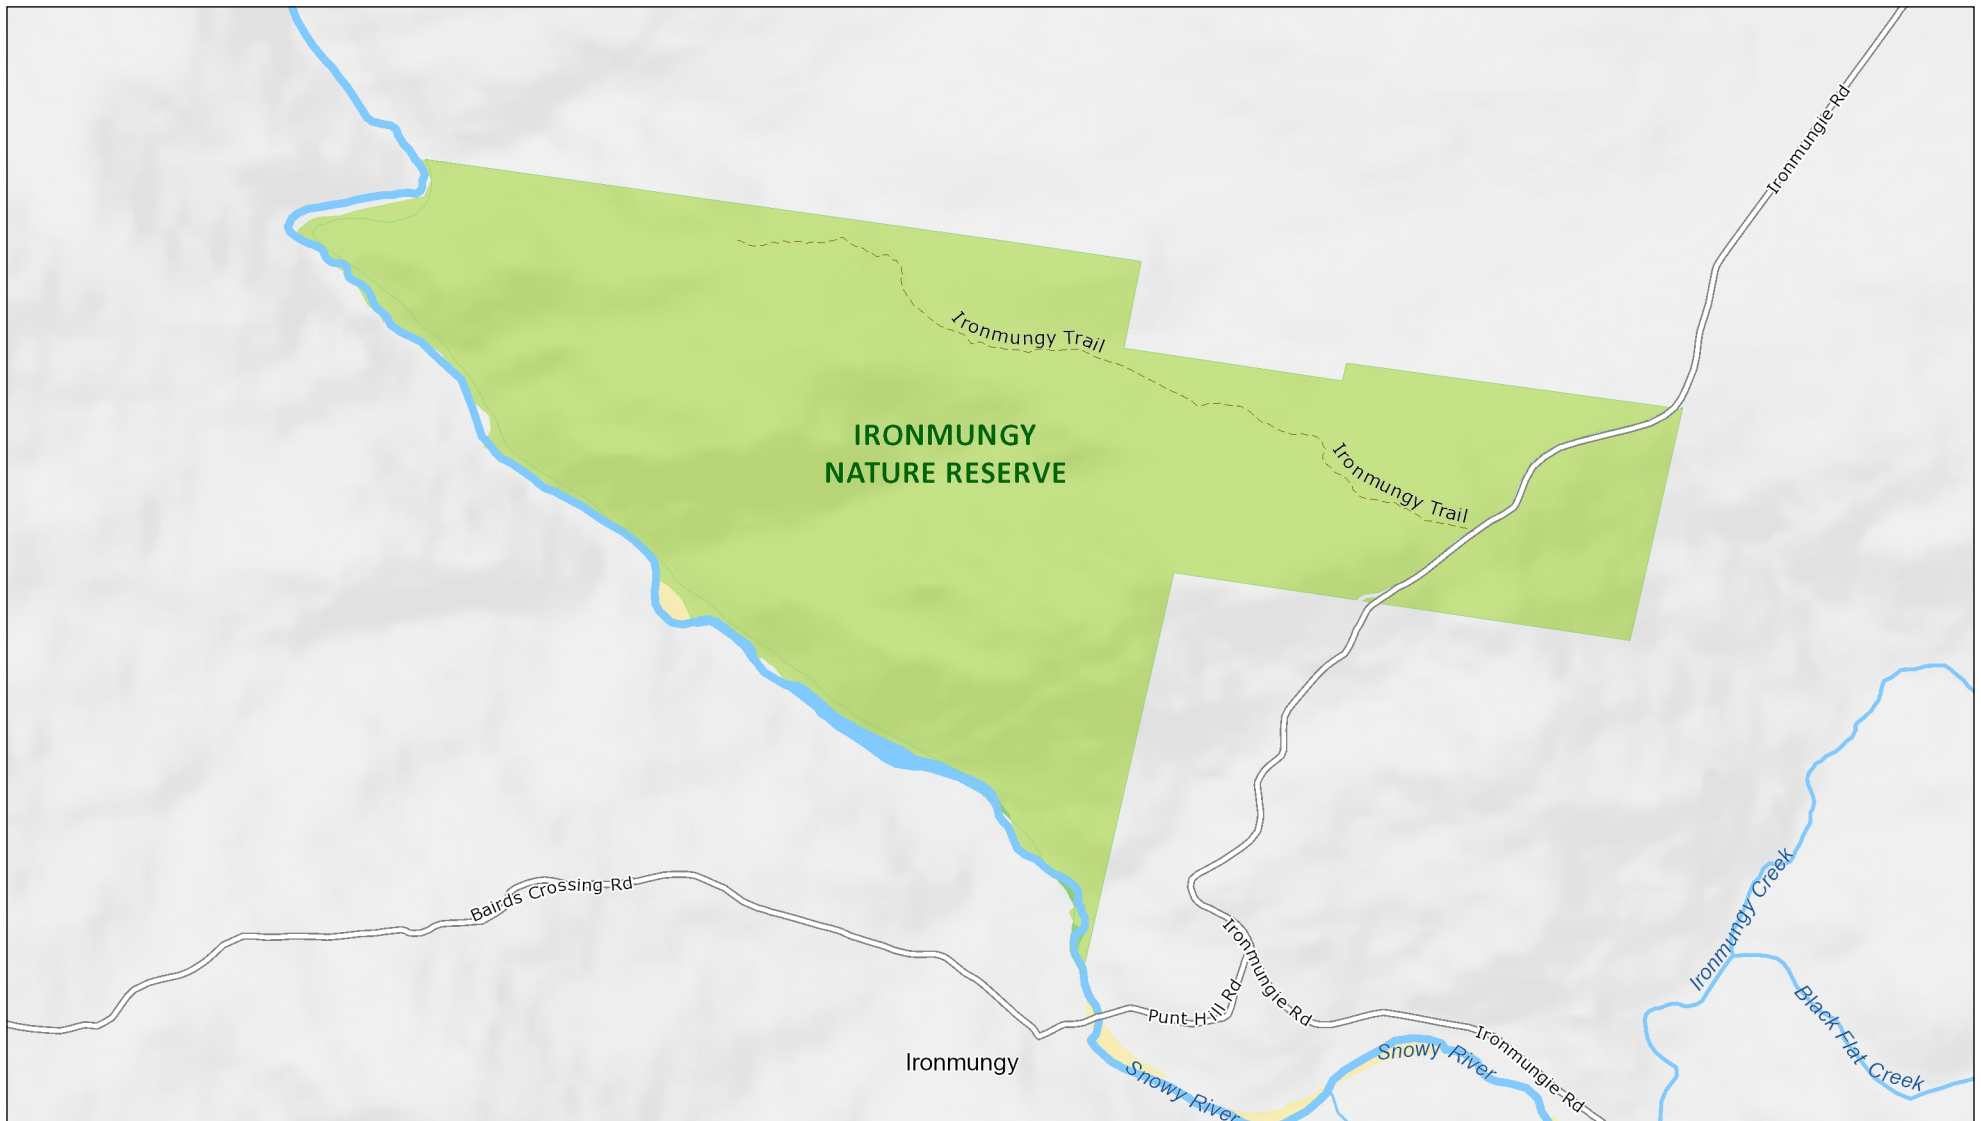 Ironmungie Rd
Ironmungy Trail
IRONMUNGY
NATURE RESERVE
Ironmungy Trail
Bairds Crossing Rd
Ironmungy Creek
Ironmungie Rd
Punt Hill Rd
Black Flat Creek
Ironmungie Rd
Snowy River
Ironmungy
Snowy River